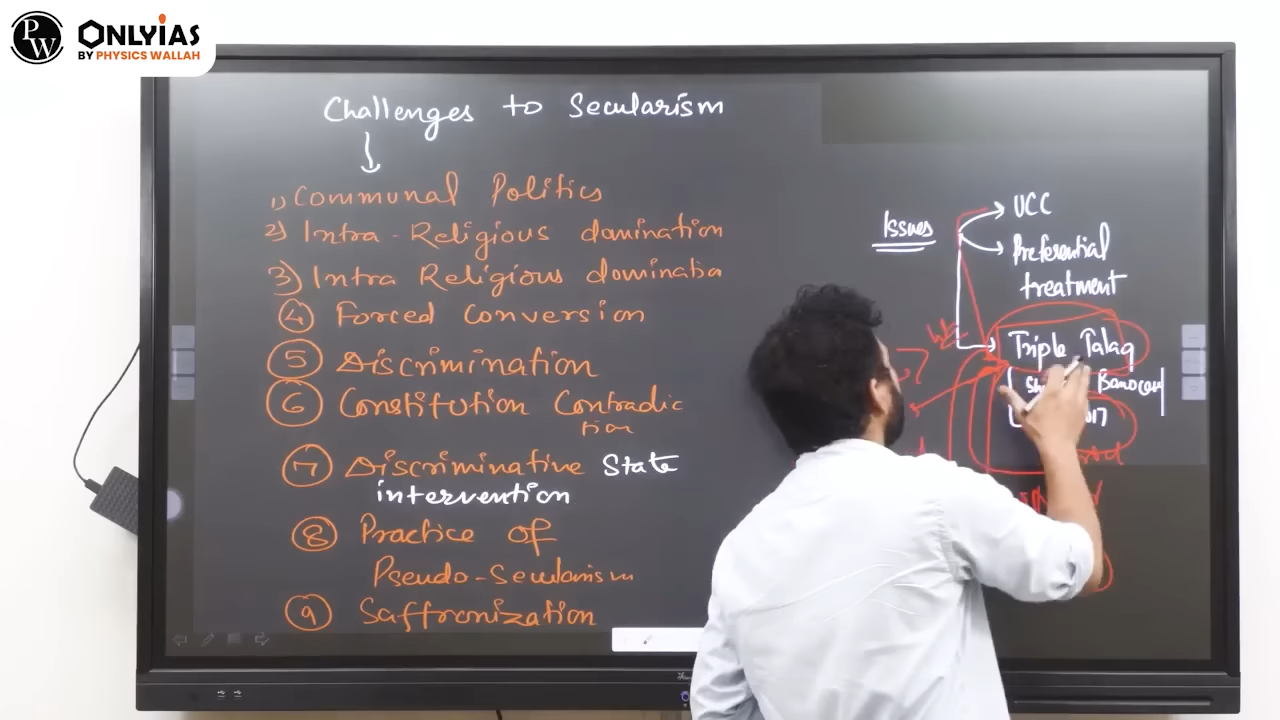 PW
ONLYIAS
BY PHYSICS WALLAH
Challenges to Secularism
1) Communal Politics
2) Intra - Religious domination
3) Intra Religious dominatio
4 Forced conversion
5 Discrimination
6 Constitution Contradic
tion
7 Discriminative State
intervention
8 Practice of
Pseudo-Secularism
9 Saffronization
Issues
UCC
Preferential
treatment
Triple Talaq